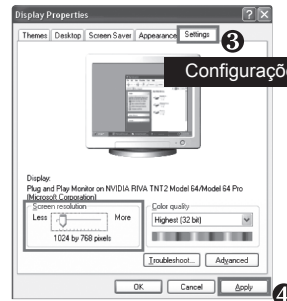 Display Properties
Themes Desktop Screen Saver Appearance Settings
3
Configuraçõe
Display:
Plug and Play Monitor on NVIDIA RIVA TNT2 Model 64/Model 64 Pro
(Microsoft Corporation)
Screen resolution
Less More
1024 by 768 pixels
Color quality
Highest (32 bit)
Troubleshoot... Advanced
OK Cancel Apply
4